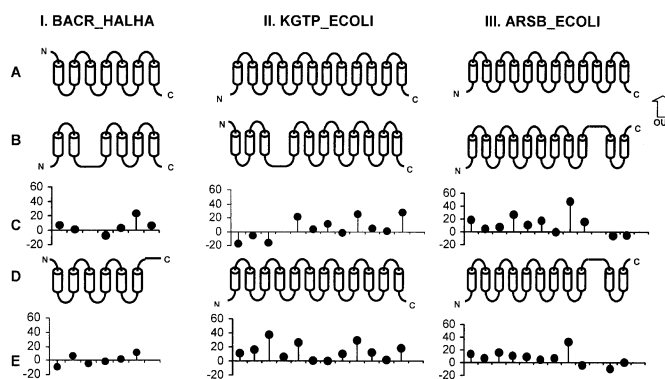 I. BACR_HALHA II. KGTP_ECOLI III. ARSB_ECOLI
A N C N C N C
OU
B N C N C N C
C 60 40 20 0 -20 60 40 20 0 -20 60 40 20 0 -20
D N C N C N C
E 60 40 20 0 -20 60 40 20 0 -20 60 40 20 0 -20